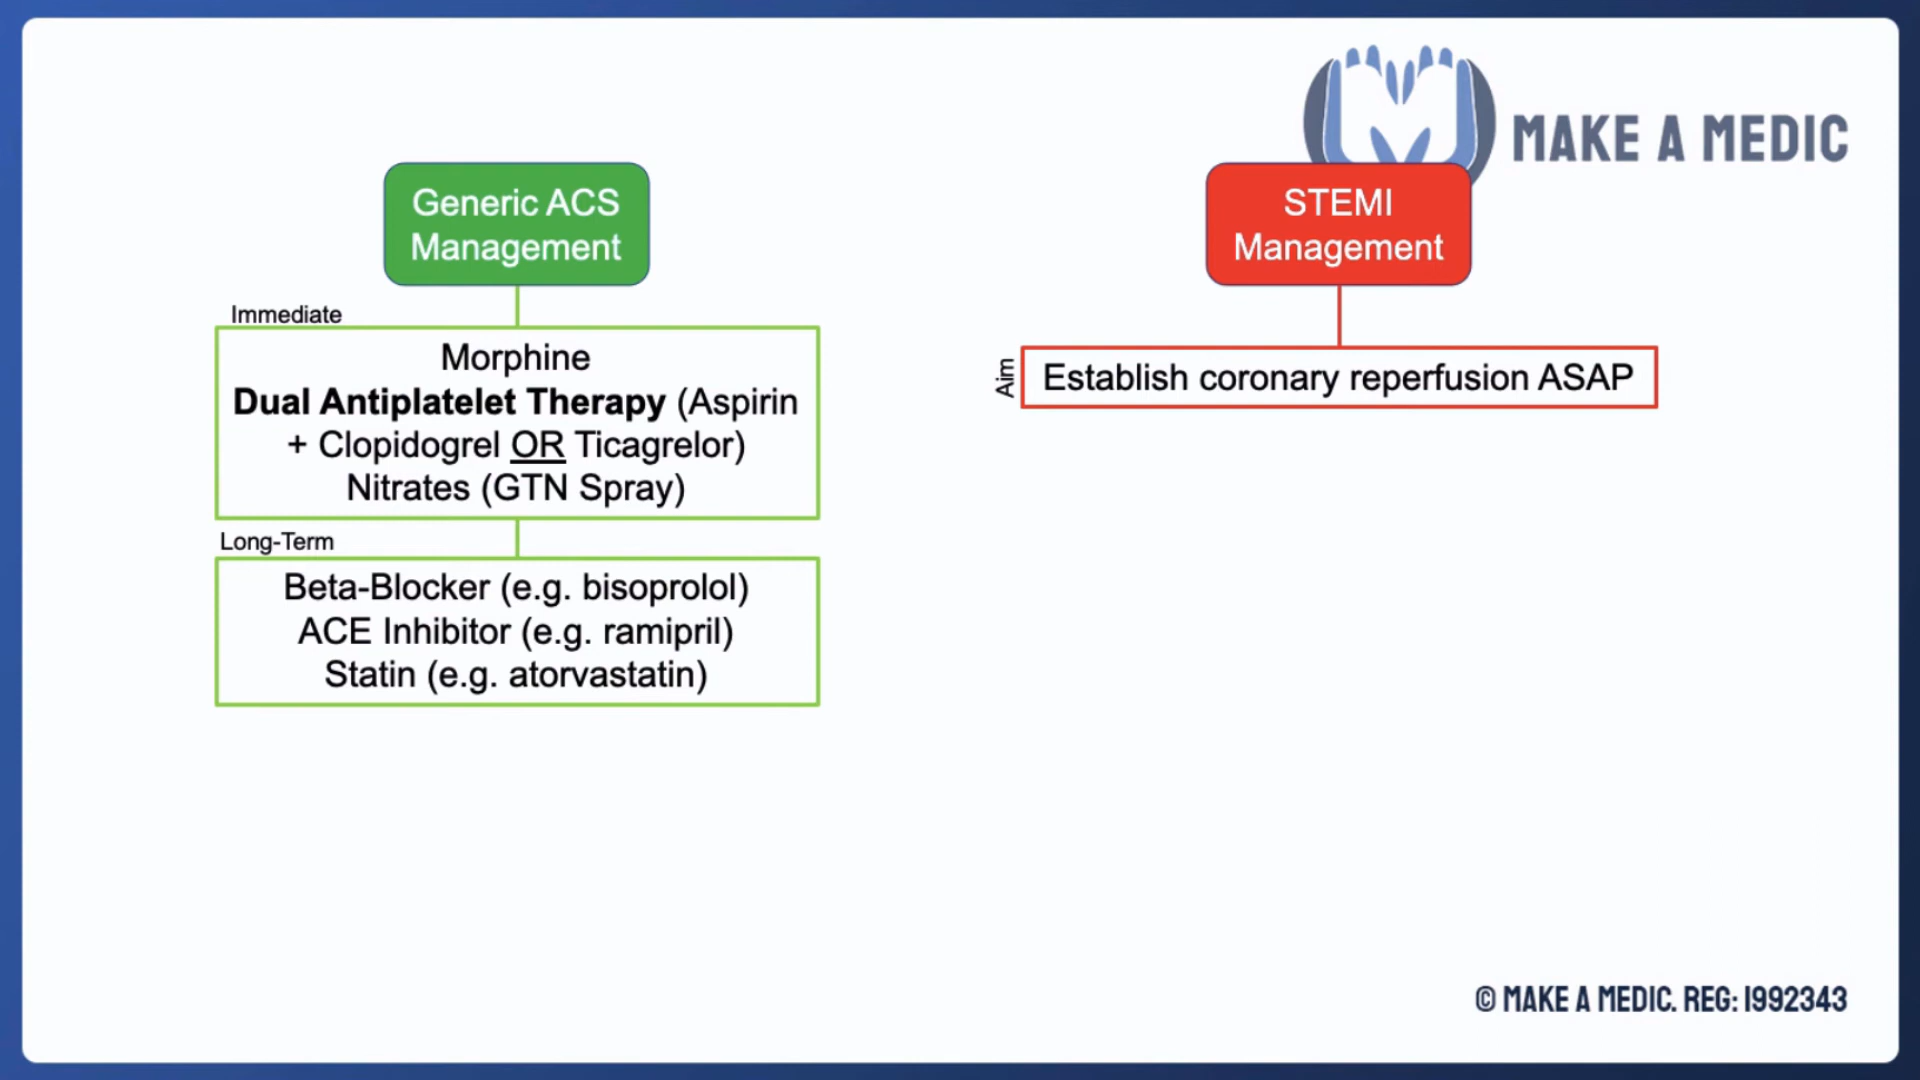 MAKE A MEDIC
Generic ACS
Management
Immediate
Morphine
Dual Antiplatelet Therapy (Aspirin
+ Clopidogrel OR Ticagrelor)
Nitrates (GTN Spray)
Long-Term
Beta-Blocker (e.g. bisoprolol)
ACE Inhibitor (e.g. ramipril)
Statin (e.g. atorvastatin)
STEMI
Management
Aim
Establish coronary reperfusion ASAP
© MAKE A MEDIC. REG: 1992343